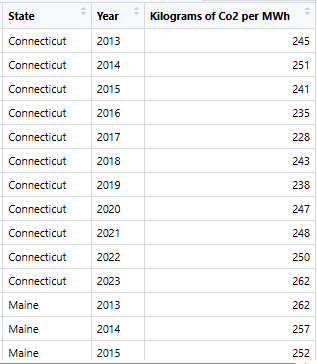 State Year Kilograms of Co2 per MWh
Connecticut 2013 245
Connecticut 2014 251
Connecticut 2015 241
Connecticut 2016 235
Connecticut 2017 228
Connecticut 2018 243
Connecticut 2019 238
Connecticut 2020 247
Connecticut 2021 248
Connecticut 2022 250
Connecticut 2023 262
Maine 2013 262
Maine 2014 257
Maine 2015 252